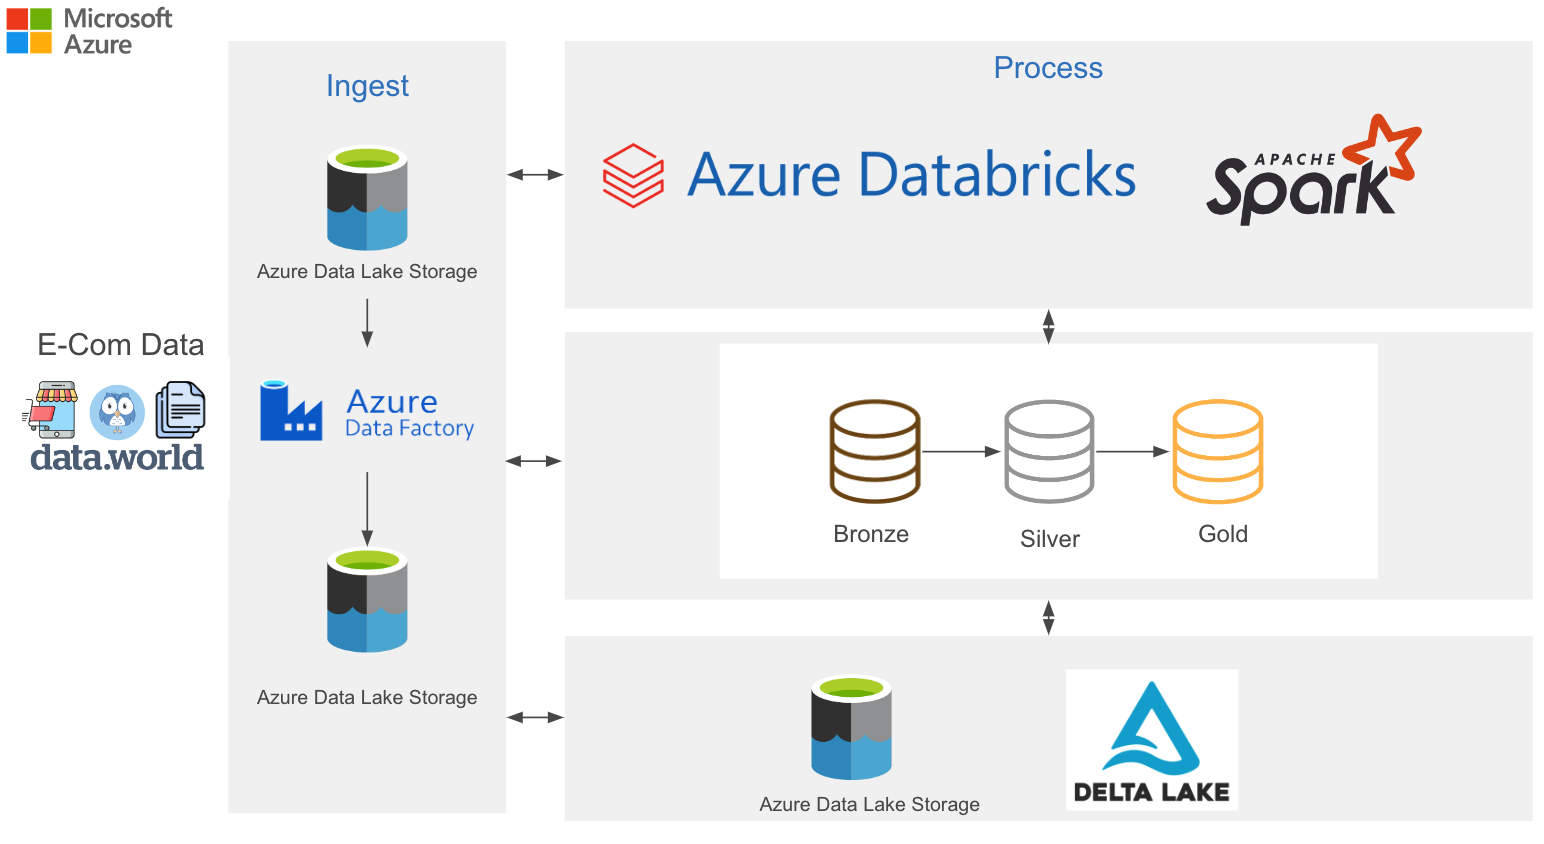 Microsoft
Azure
Ingest
Process
Azure Databricks
APACHE
Spark
Azure Data Lake Storage
E-Com Data
data.world
Azure
Data Factory
Bronze
Silver
Gold
Azure Data Lake Storage
Azure Data Lake Storage
DELTA LAKE